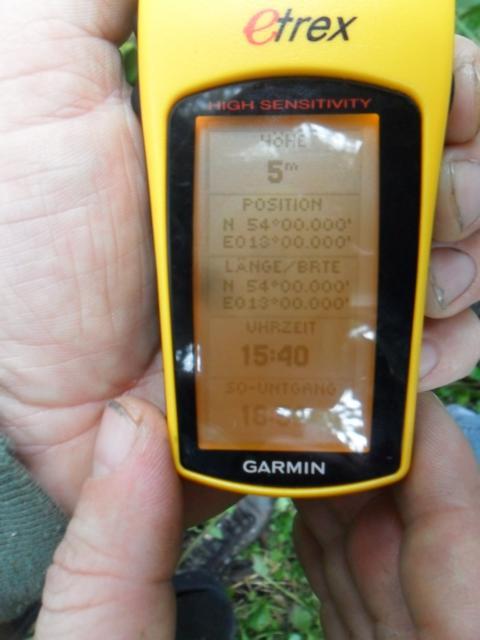 etrex
HIGH SENSITIVITY
HÖHE
5m
POSITION
N 54°00.000'
E013°00.000'
LÄNGE/BRTE
N 54°00.000'
E013°00.000'
UHRZEIT
15:40
SO-UNTGANG
GARMIN